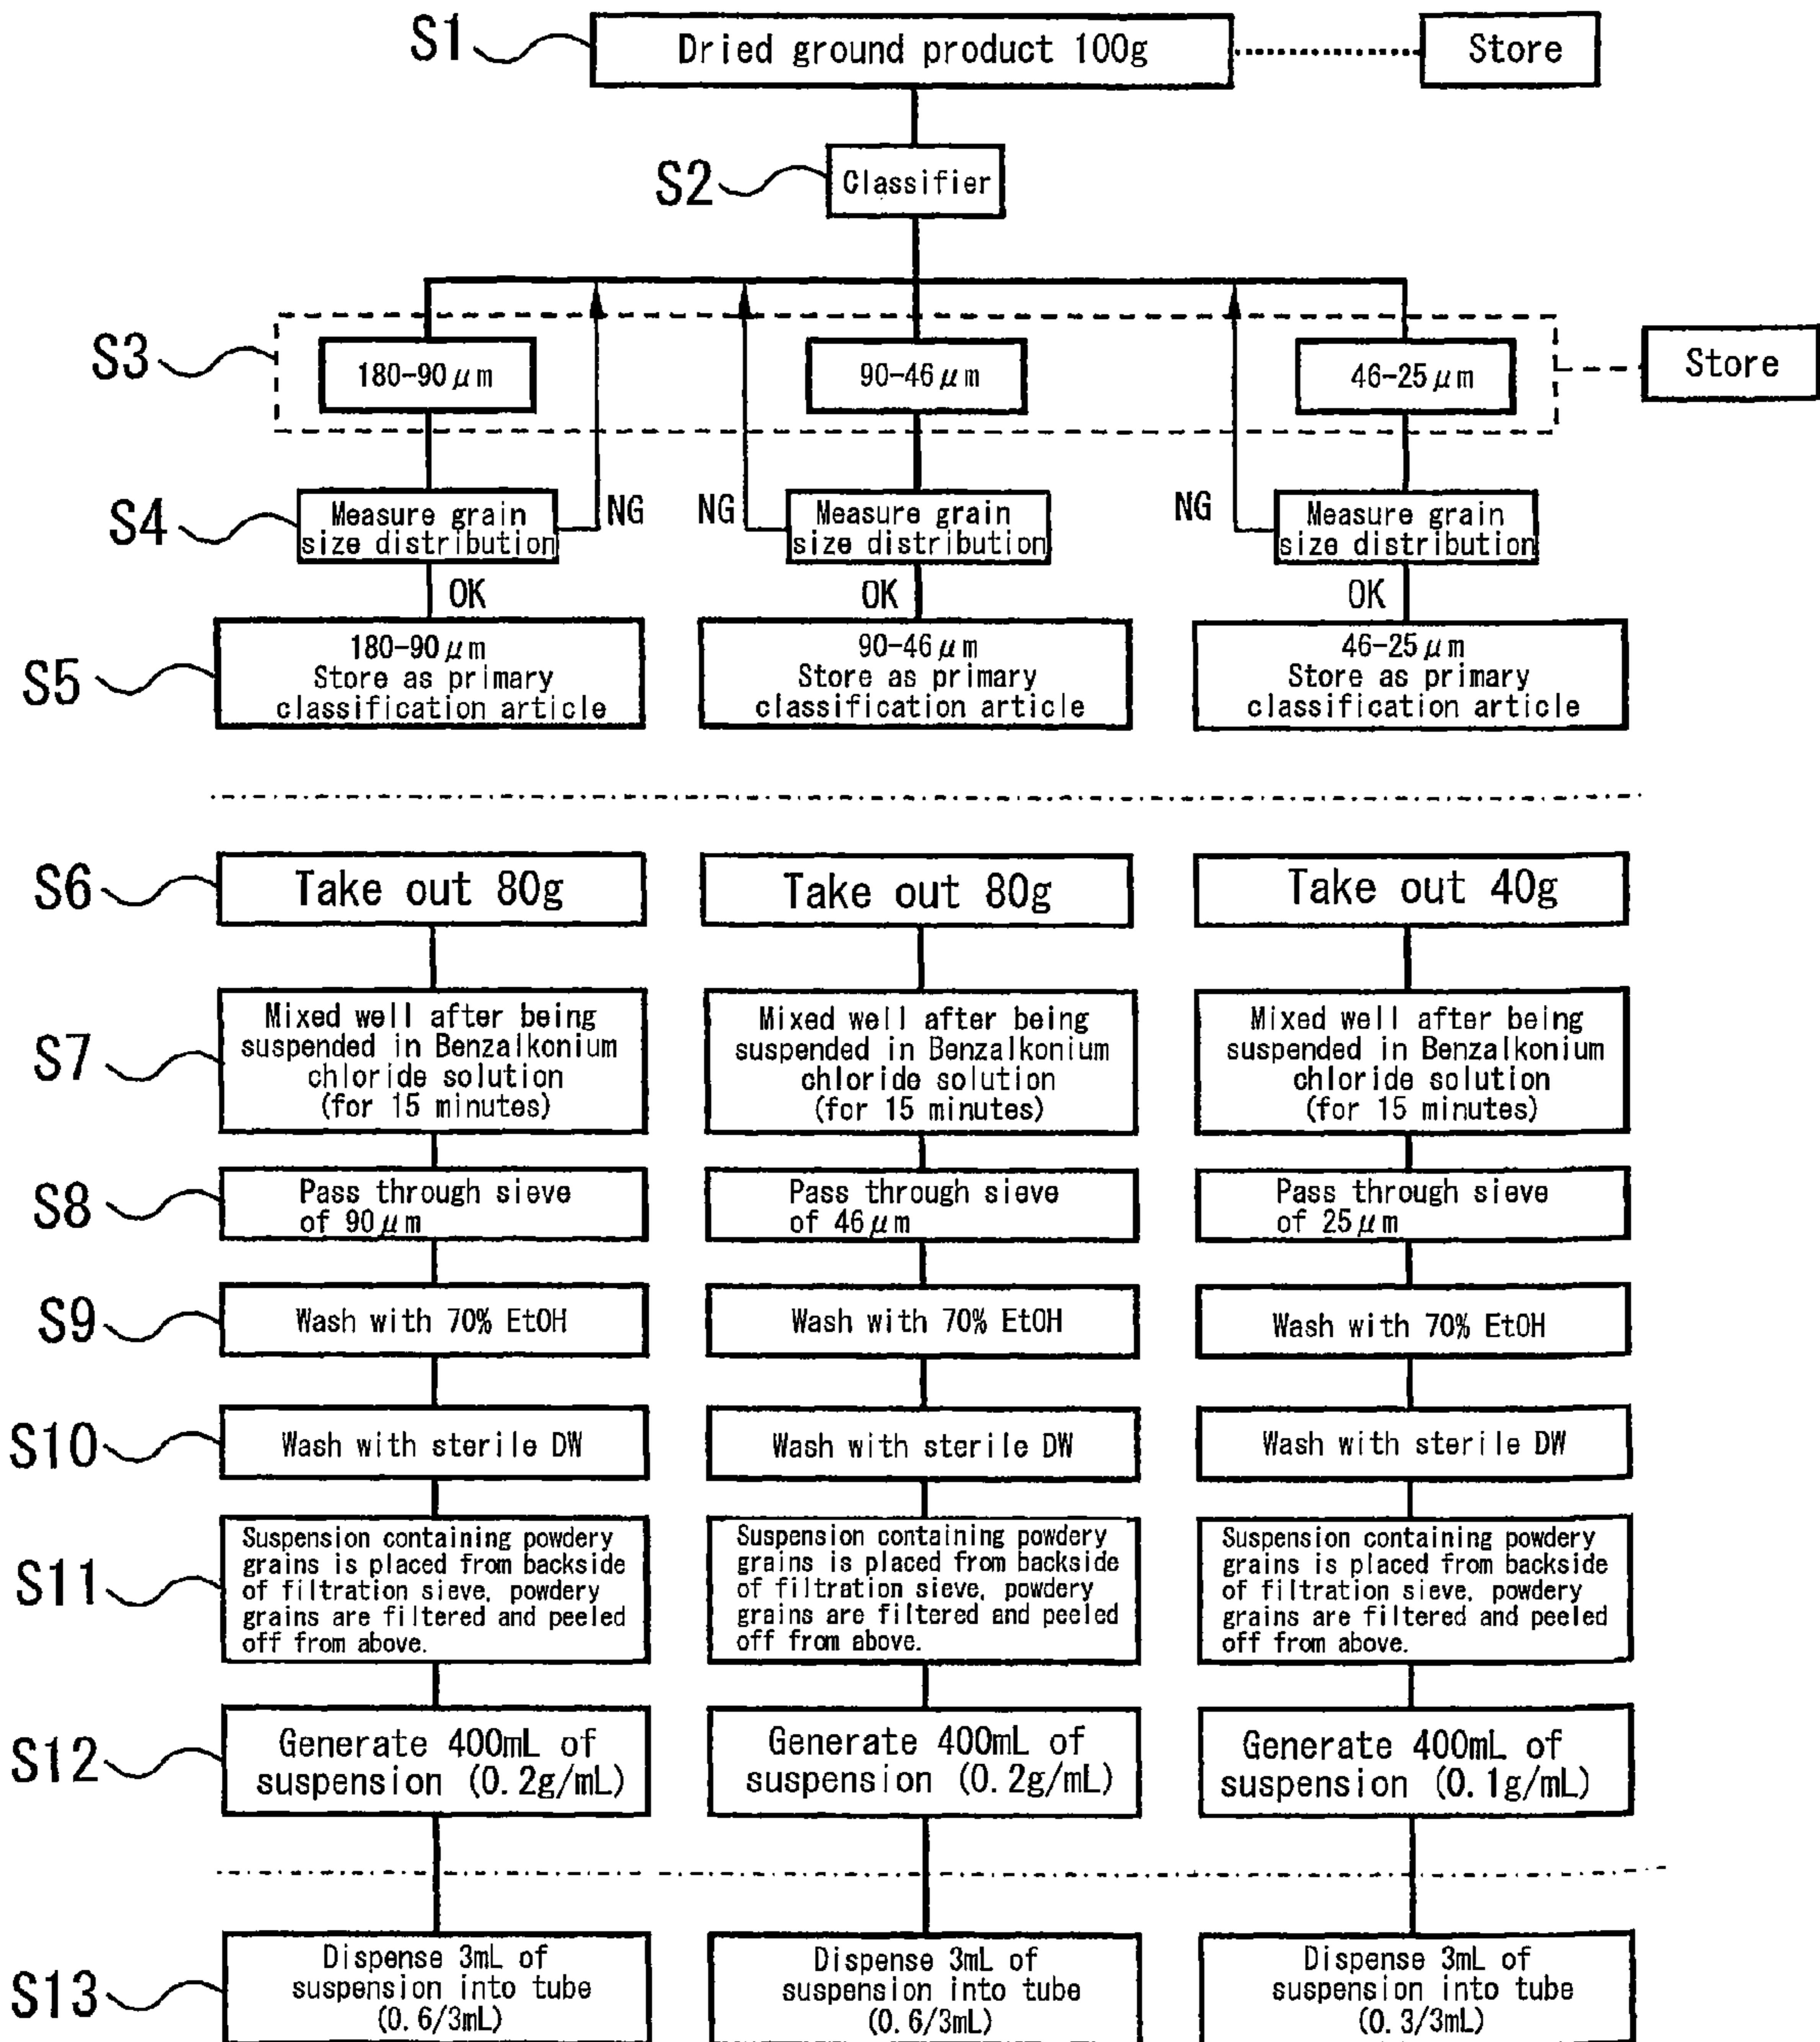 S1
Dried ground product 100g
Store
S2
Classifier
S3
180-90μm
90-46μm
46-25μm
Store
S4
Measure grain
size distribution
NG
NG
Measure grain
size distribution
NG
Measure grain
size distribution
OK
OK
OK
S5
180-90μm
Store as primary
classification article
90-46μm
Store as primary
classification article
46-25μm
Store as primary
classification article
S6
Take out 80g
Take out 80g
Take out 40g
S7
Mixed well after being
suspended in Benzalkonium
chloride solution
(for 15 minutes)
Mixed well after being
suspended in Benzalkonium
chloride solution
(for 15 minutes)
Mixed well after being
suspended in Benzalkonium
chloride solution
(for 15 minutes)
S8
Pass through sieve
of 90μm
Pass through sieve
of 46μm
Pass through sieve
of 25μm
S9
Wash with 70% EtOH
Wash with 70% EtOH
Wash with 70% EtOH
S10
Wash with sterile DW
Wash with sterile DW
Wash with sterile DW
S11
Suspension containing powdery
grains is placed from backside
of filtration sieve, powdery
grains are filtered and peeled
off from above.
Suspension containing powdery
grains is placed from backside
of filtration sieve, powdery
grains are filtered and peeled
off from above.
Suspension containing powdery
grains is placed from backside
of filtration sieve, powdery
grains are filtered and peeled
off from above.
S12
Generate 400mL of
suspension (0.2g/mL)
Generate 400mL of
suspension (0.2g/mL)
Generate 400mL of
suspension (0.1g/mL)
S13
Dispense 3mL of
suspension into tube
(0.6/3mL)
Dispense 3mL of
suspension into tube
(0.6/3mL)
Dispense 3mL of
suspension into tube
(0.3/3mL)